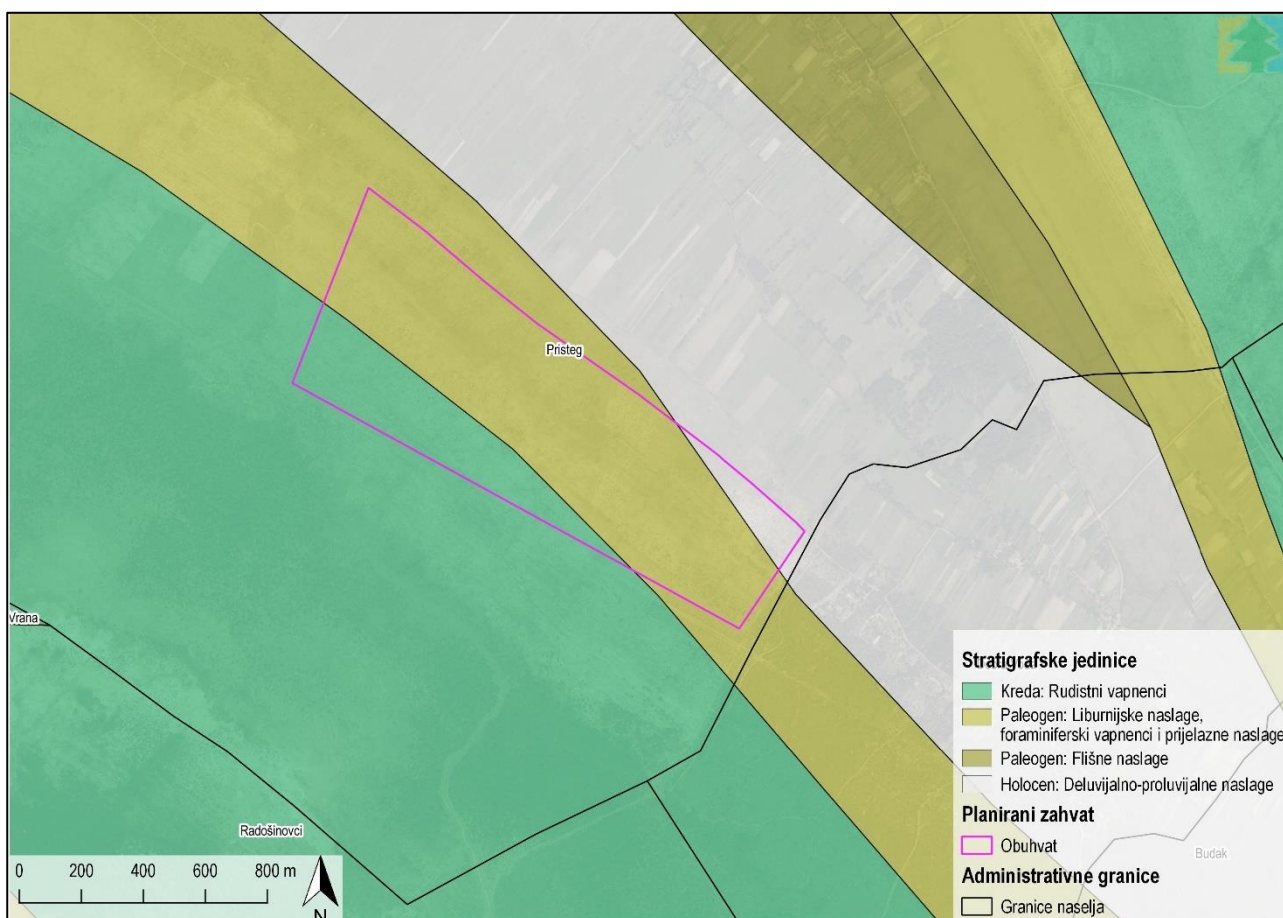 Pristeg
Vrana
Radošinovci
0 200 400 600 800 m
N
Stratigrafske jedinice
Kreda: Rudistni vapnenci
Paleogen: Liburnijske naslage,
foraminiferski vapnenci i prijelazne naslage
Paleogen: Flišne naslage
Holocen: Deluvijalno-proluvijalne naslage
Planirani zahvat
Obuhvat
Administrativne granice
Budak
Granice naselja